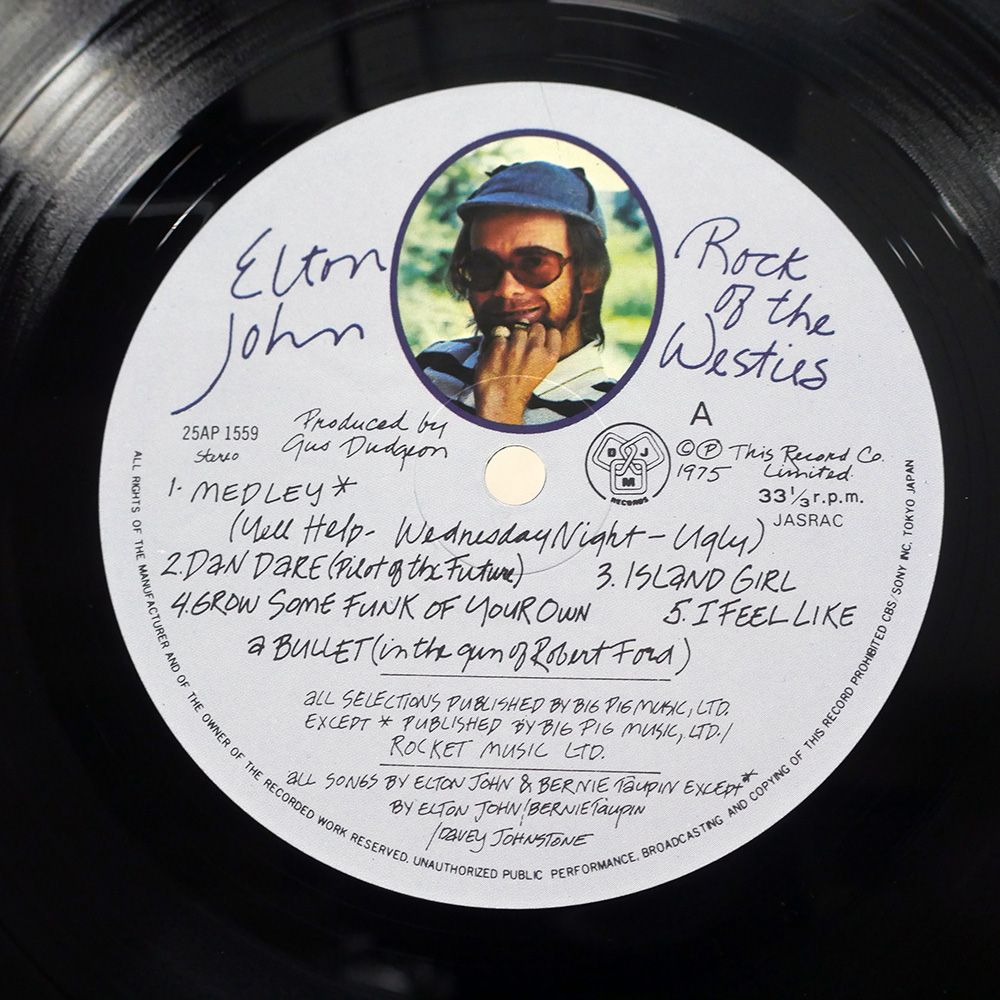 Elton
John
Rock
of the
Westies
25AP 1559
Stereo
Produced by
Gus Dudgeon
A
DJM
RECORDS
©℗ This Record Co.
1975 Limited.
33 1/3 r.p.m.
JASRAC
1. MEDLEY*
(Yell Help - Wednesday Night - Ugly)
2. DAN DARE (Pilot of the Future) 3. ISLAND GIRL
4. GROW SOME FUNK OF YOUR OWN 5. I FEEL LIKE
a BULLET (in the gun of Robert Ford)
ALL SELECTIONS PUBLISHED BY BIG PIG MUSIC, LTD.
EXCEPT * PUBLISHED BY BIG PIG MUSIC, LTD. /
ROCKET MUSIC LTD.
ALL SONGS BY ELTON JOHN & BERNIE TAUPIN EXCEPT*
BY ELTON JOHN/BERNIE TAUPIN
/DAVEY JOHNSTONE
ALL RIGHTS OF THE MANUFACTURER AND OF THE OWNER OF THE RECORDED WORK RESERVED. UNAUTHORIZED PUBLIC PERFORMANCE, BROADCASTING AND COPYING OF THIS RECORD PROHIBITED CBS/SONY INC. TOKYO JAPAN